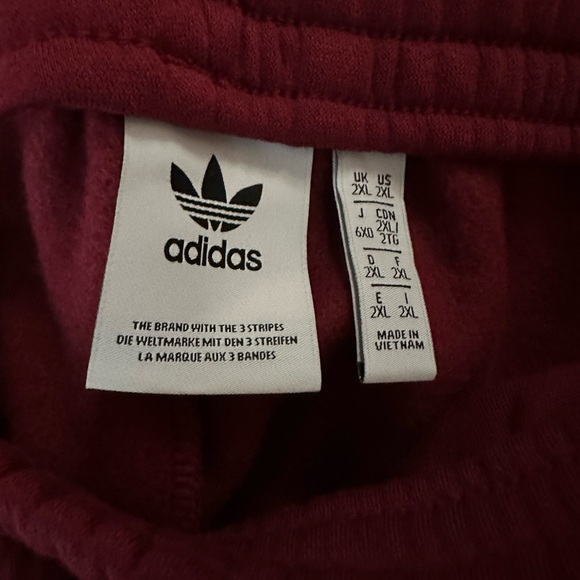 adidas
THE BRAND WITH THE 3 STRIPES
DIE WELTMARKE MIT DEN 3 STREIFEN
LA MARQUE AUX 3 BANDES
UK US
2XL 2XL
J CDN
6XO 2XL/
2TG
D F
2XL 2XL
E I
2XL 2XL
MADE IN
VIETNAM